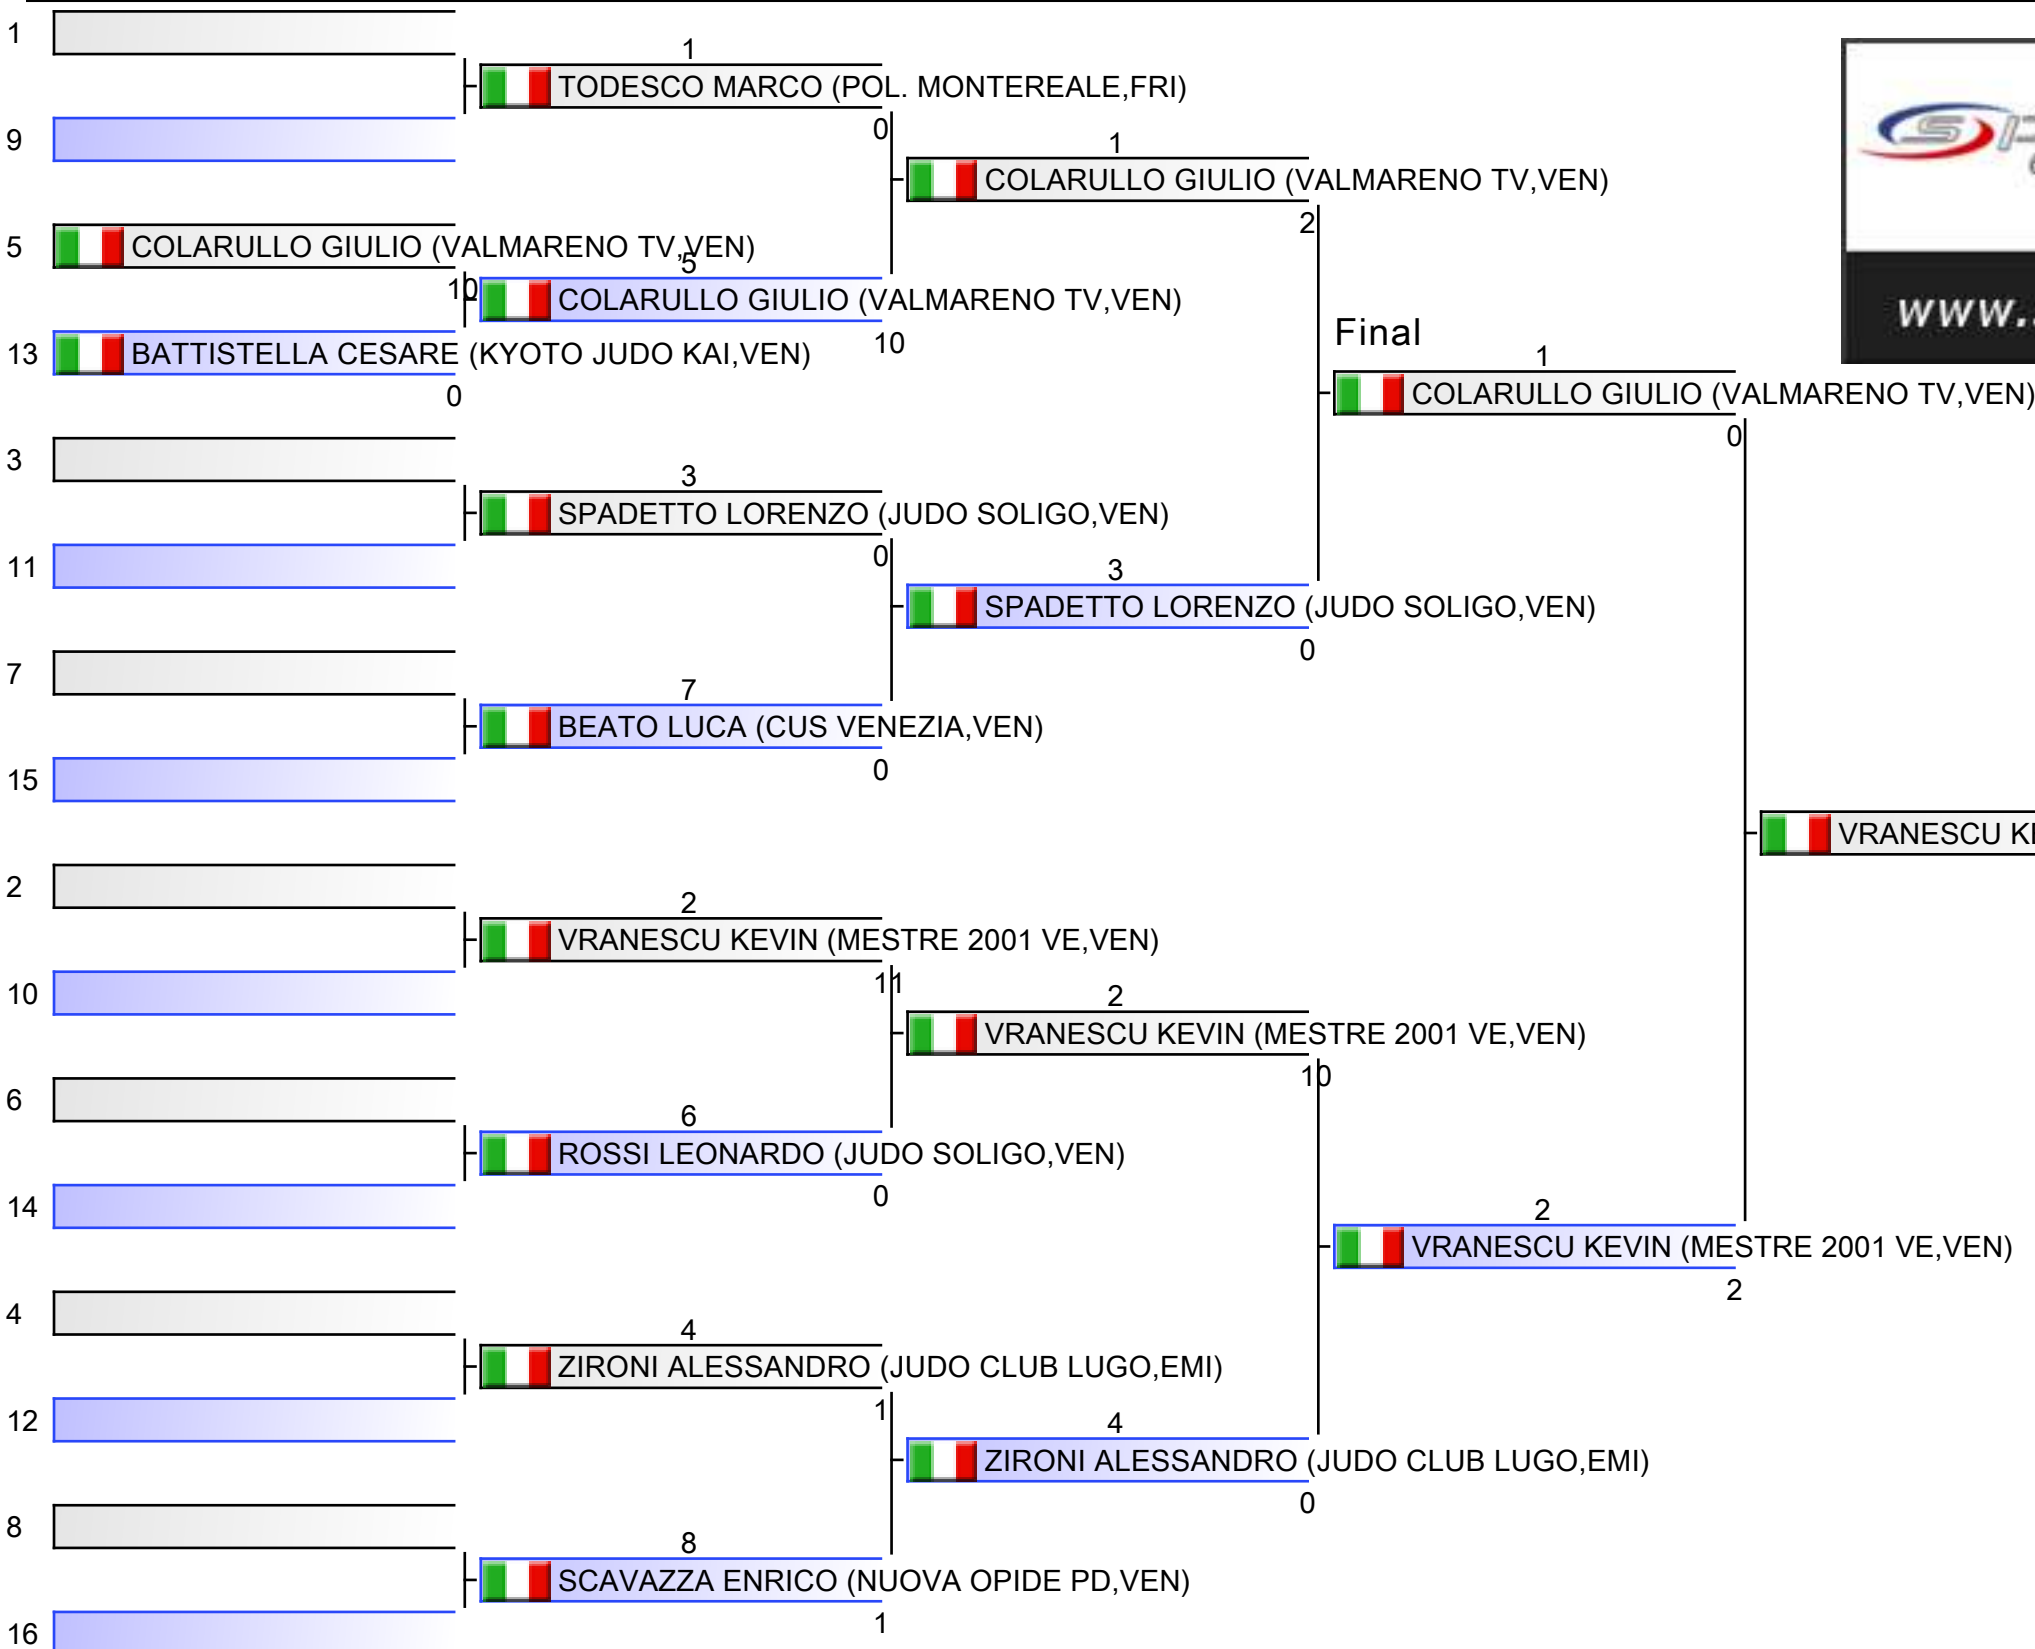 1
1
TODESCO MARCO (POL. MONTEREALE,FRI)
0
9
1
COLARULLO GIULIO (VALMARENO TV,VEN)
2
5
COLARULLO GIULIO (VALMARENO TV,VEN)
10
5
COLARULLO GIULIO (VALMARENO TV,VEN)
10
13
BATTISTELLA CESARE (KYOTO JUDO KAI,VEN)
0
Final
1
COLARULLO GIULIO (VALMARENO TV,VEN)
0
www.
3
3
SPADETTO LORENZO (JUDO SOLIGO,VEN)
0
11
3
SPADETTO LORENZO (JUDO SOLIGO,VEN)
0
7
7
BEATO LUCA (CUS VENEZIA,VEN)
0
15
VRANESCU
2
2
VRANESCU KEVIN (MESTRE 2001 VE,VEN)
11
10
2
VRANESCU KEVIN (MESTRE 2001 VE,VEN)
10
6
6
ROSSI LEONARDO (JUDO SOLIGO,VEN)
0
14
2
VRANESCU KEVIN (MESTRE 2001 VE,VEN)
2
4
4
ZIRONI ALESSANDRO (JUDO CLUB LUGO,EMI)
1
12
4
ZIRONI ALESSANDRO (JUDO CLUB LUGO,EMI)
0
8
8
SCAVAZZA ENRICO (NUOVA OPIDE PD,VEN)
1
16